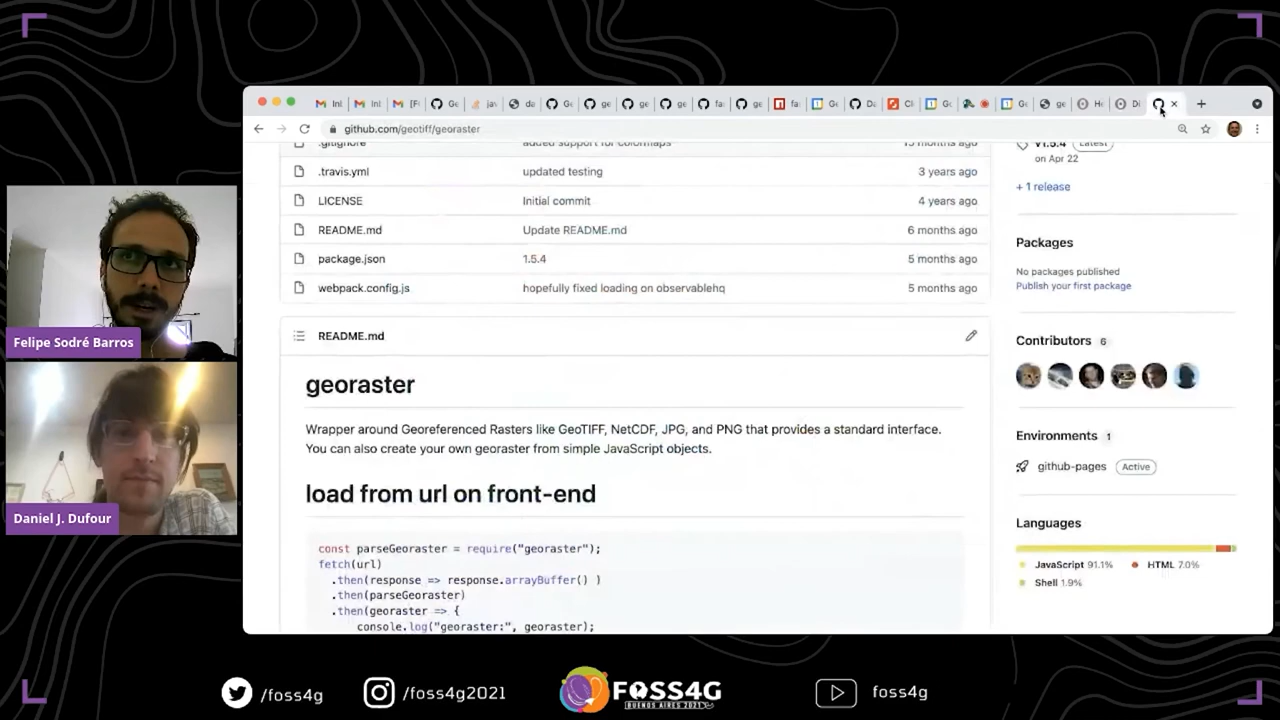 github.com/geotiff/georaster
.gitignore added support for colormaps 15 months ago
.travis.yml updated testing 3 years ago
LICENSE Initial commit 4 years ago
README.md Update README.md 6 months ago
package.json 1.5.4 5 months ago
webpack.config.js hopefully fixed loading on observablehq 5 months ago
README.md
georaster
Wrapper around Georeferenced Rasters like GeoTIFF, NetCDF, JPG, and PNG that provides a standard interface.
You can also create your own georaster from simple JavaScript objects.
load from url on front-end
const parseGeoraster = require("georaster");
fetch(url)
.then(response => response.arrayBuffer() )
.then(parseGeoraster)
.then(georaster => {
console.log("georaster:", georaster);
v1.5.4 Latest
on Apr 22
+ 1 release
Packages
No packages published
Publish your first package
Contributors 6
Environments 1
github-pages Active
Languages
JavaScript 91.1% HTML 7.0%
Shell 1.9%
Felipe Sodré Barros
Daniel J. Dufour
/foss4g
/foss4g2021
FOSS4G
BUENOS AIRES 2021
foss4g